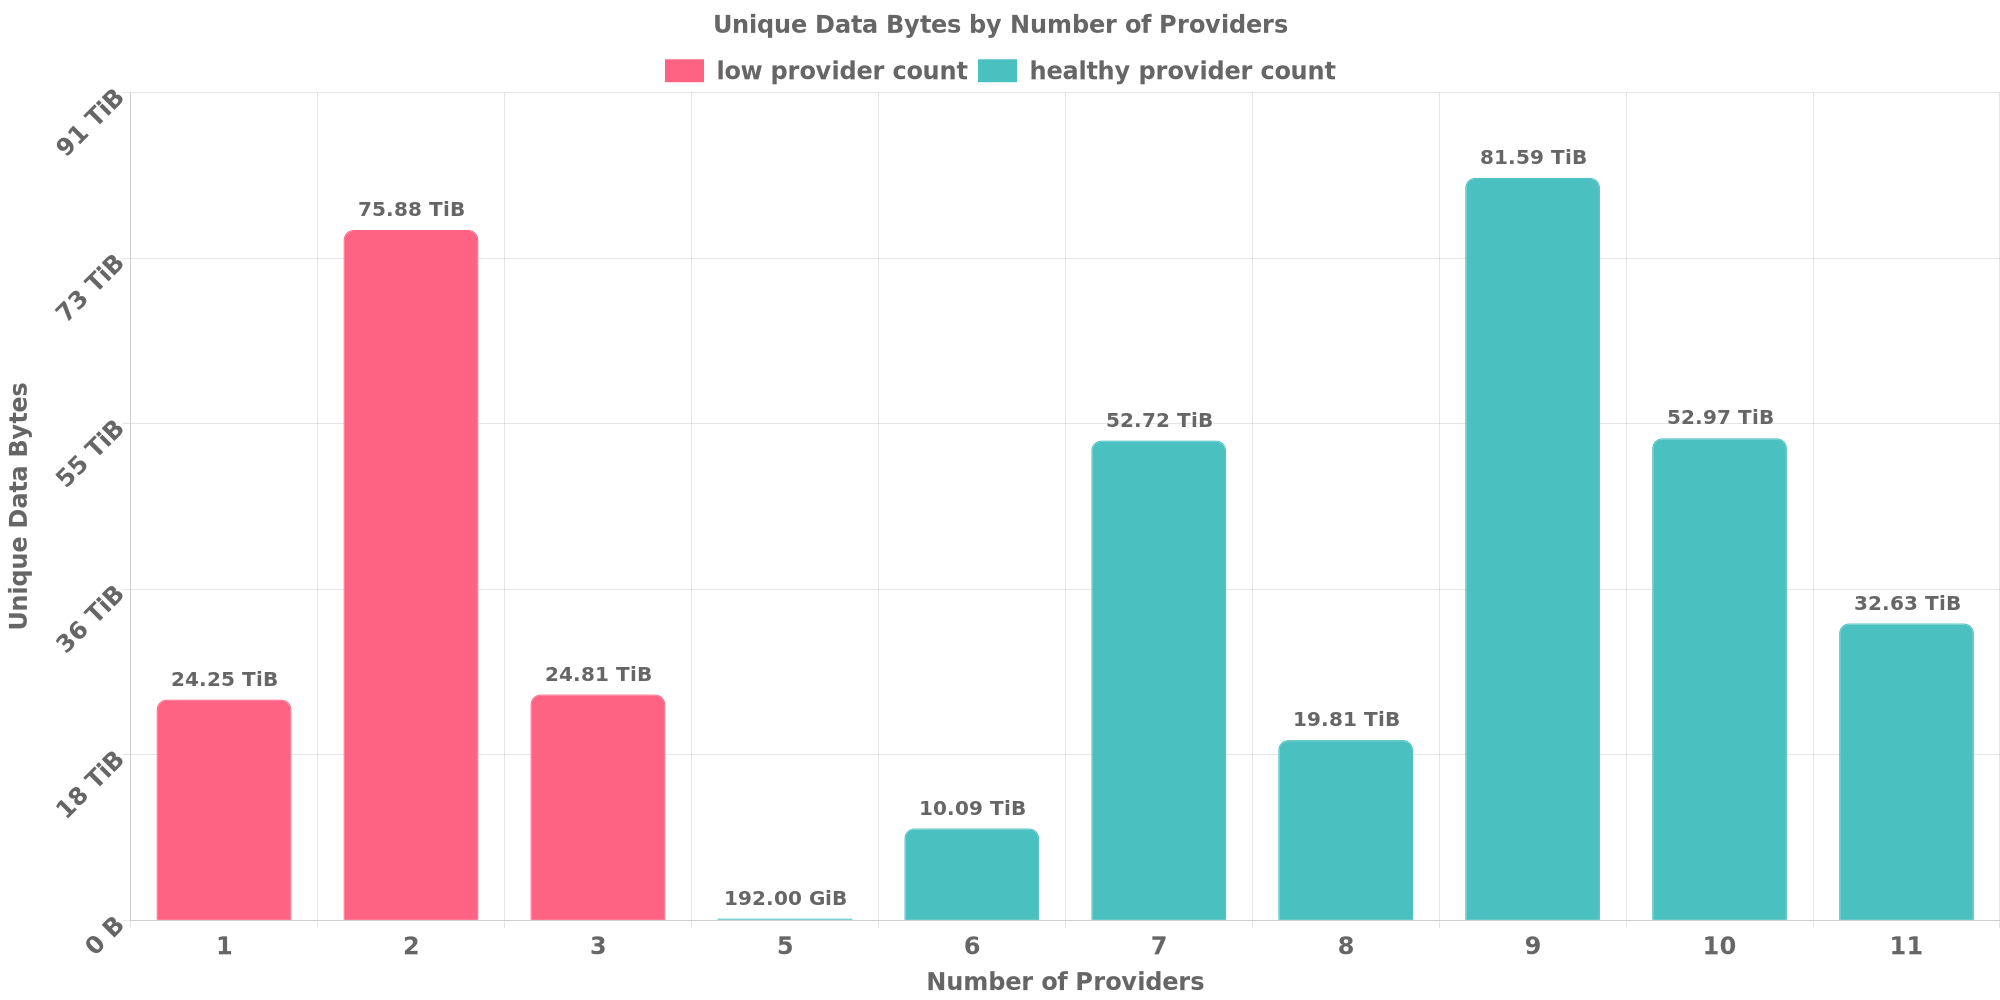 Unique Data Bytes by Number of Providers
low provider count
healthy provider count
Unique Data Bytes
91 TiB
73 TiB
55 TiB
36 TiB
18 TiB
0 B
24.25 TiB
75.88 TiB
24.81 TiB
192.00 GiB
10.09 TiB
52.72 TiB
19.81 TiB
81.59 TiB
52.97 TiB
32.63 TiB
1 2 3 5 6 7 8 9 10 11
Number of Providers